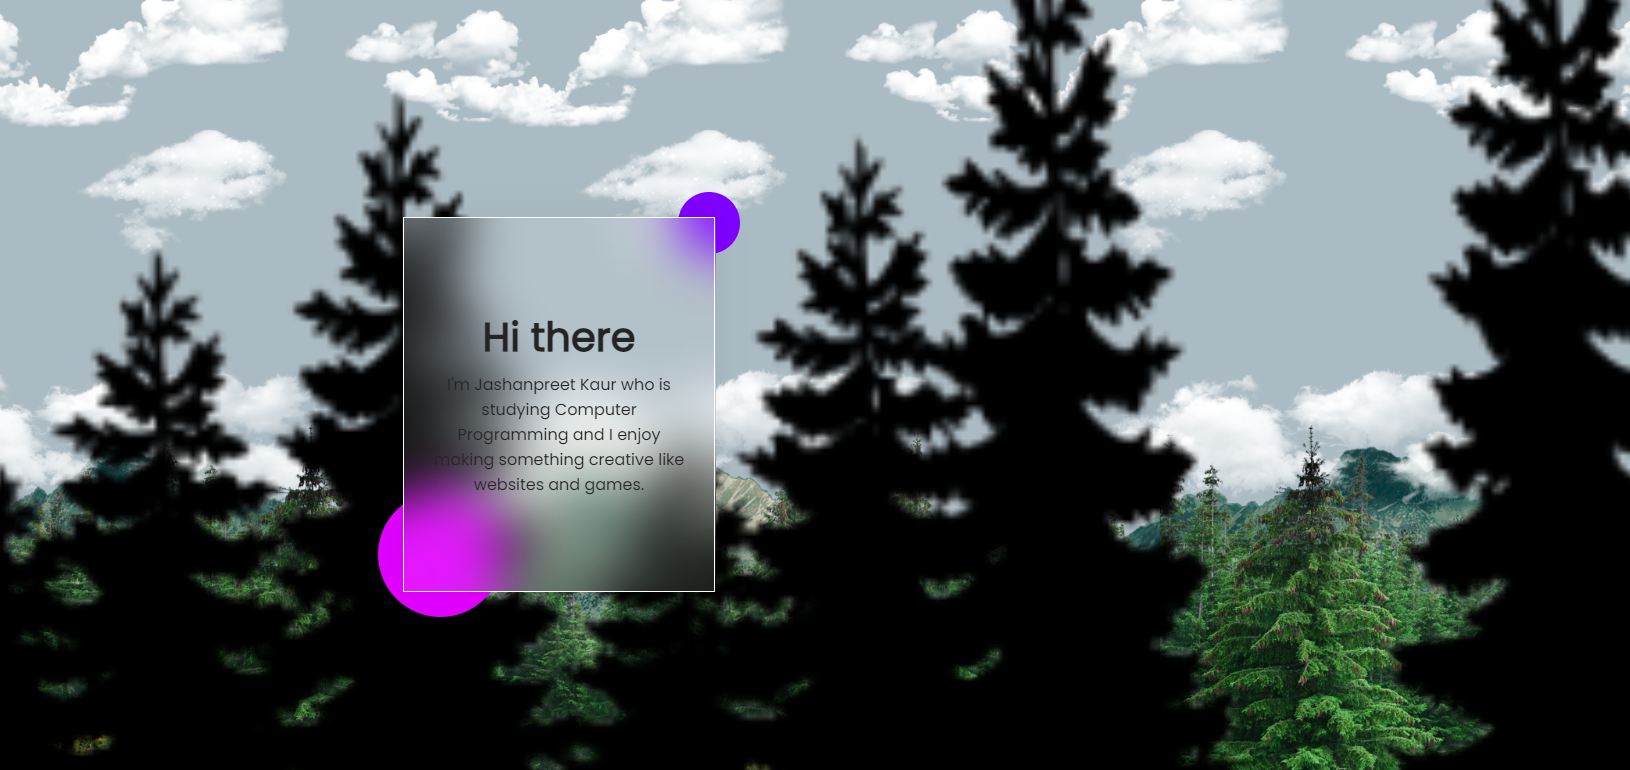 Hi there
I'm Jashanpreet Kaur who is
studying Computer
Programming and I enjoy
making something creative like
websites and games.